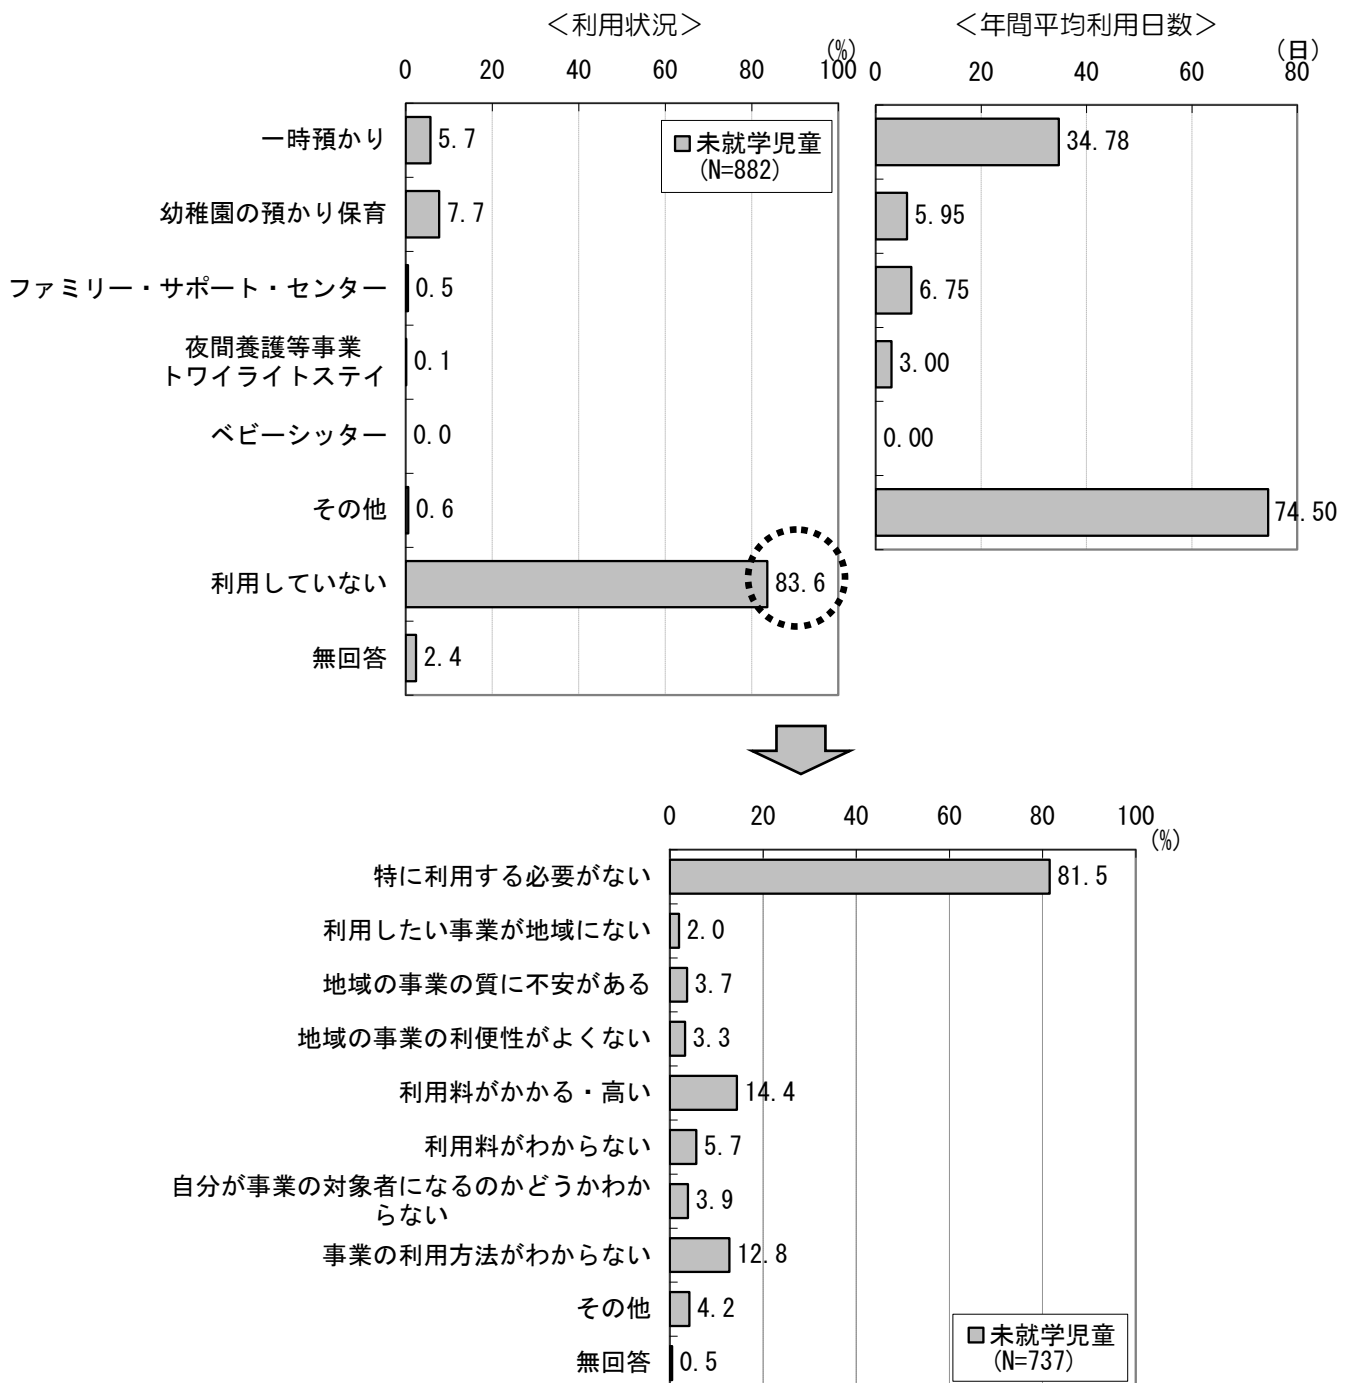 ＜利用状況＞
(%)
0 20 40 60 80 100
一時預かり 5.7
幼稚園の預かり保育 7.7
ファミリー・サポート・センター 0.5
夜間養護等事業
トワイライトステイ 0.1
ベビーシッター 0.0
その他 0.6
利用していない 83.6
無回答 2.4
未就学児童
(N=882)
＜年間平均利用日数＞
(日)
0 20 40 60 80
34.78
5.95
6.75
3.00
0.00
74.50
0 20 40 60 80 100
(%)
特に利用する必要がない 81.5
利用したい事業が地域にない 2.0
地域の事業の質に不安がある 3.7
地域の事業の利便性がよくない 3.3
利用料がかかる・高い 14.4
利用料がわからない 5.7
自分が事業の対象者になるのかどうかわか
らない 3.9
事業の利用方法がわからない 12.8
その他 4.2
無回答 0.5
未就学児童
(N=737)